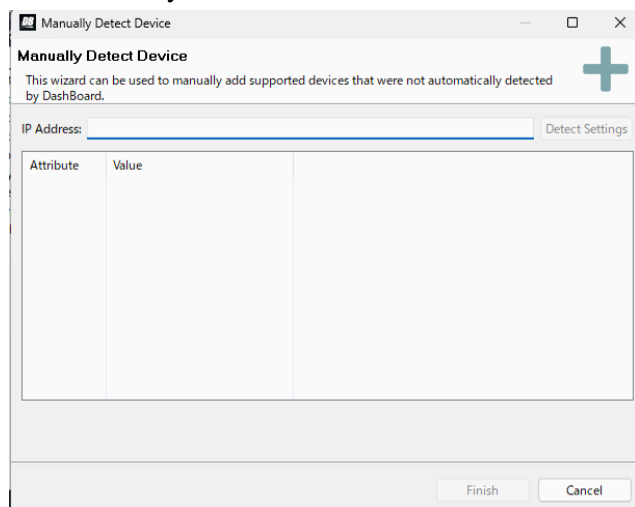 DB Manually Detect Device
Manually Detect Device
This wizard can be used to manually add supported devices that were not automatically detected
by DashBoard.
IP Address: Detect Settings
Attribute Value
Finish Cancel